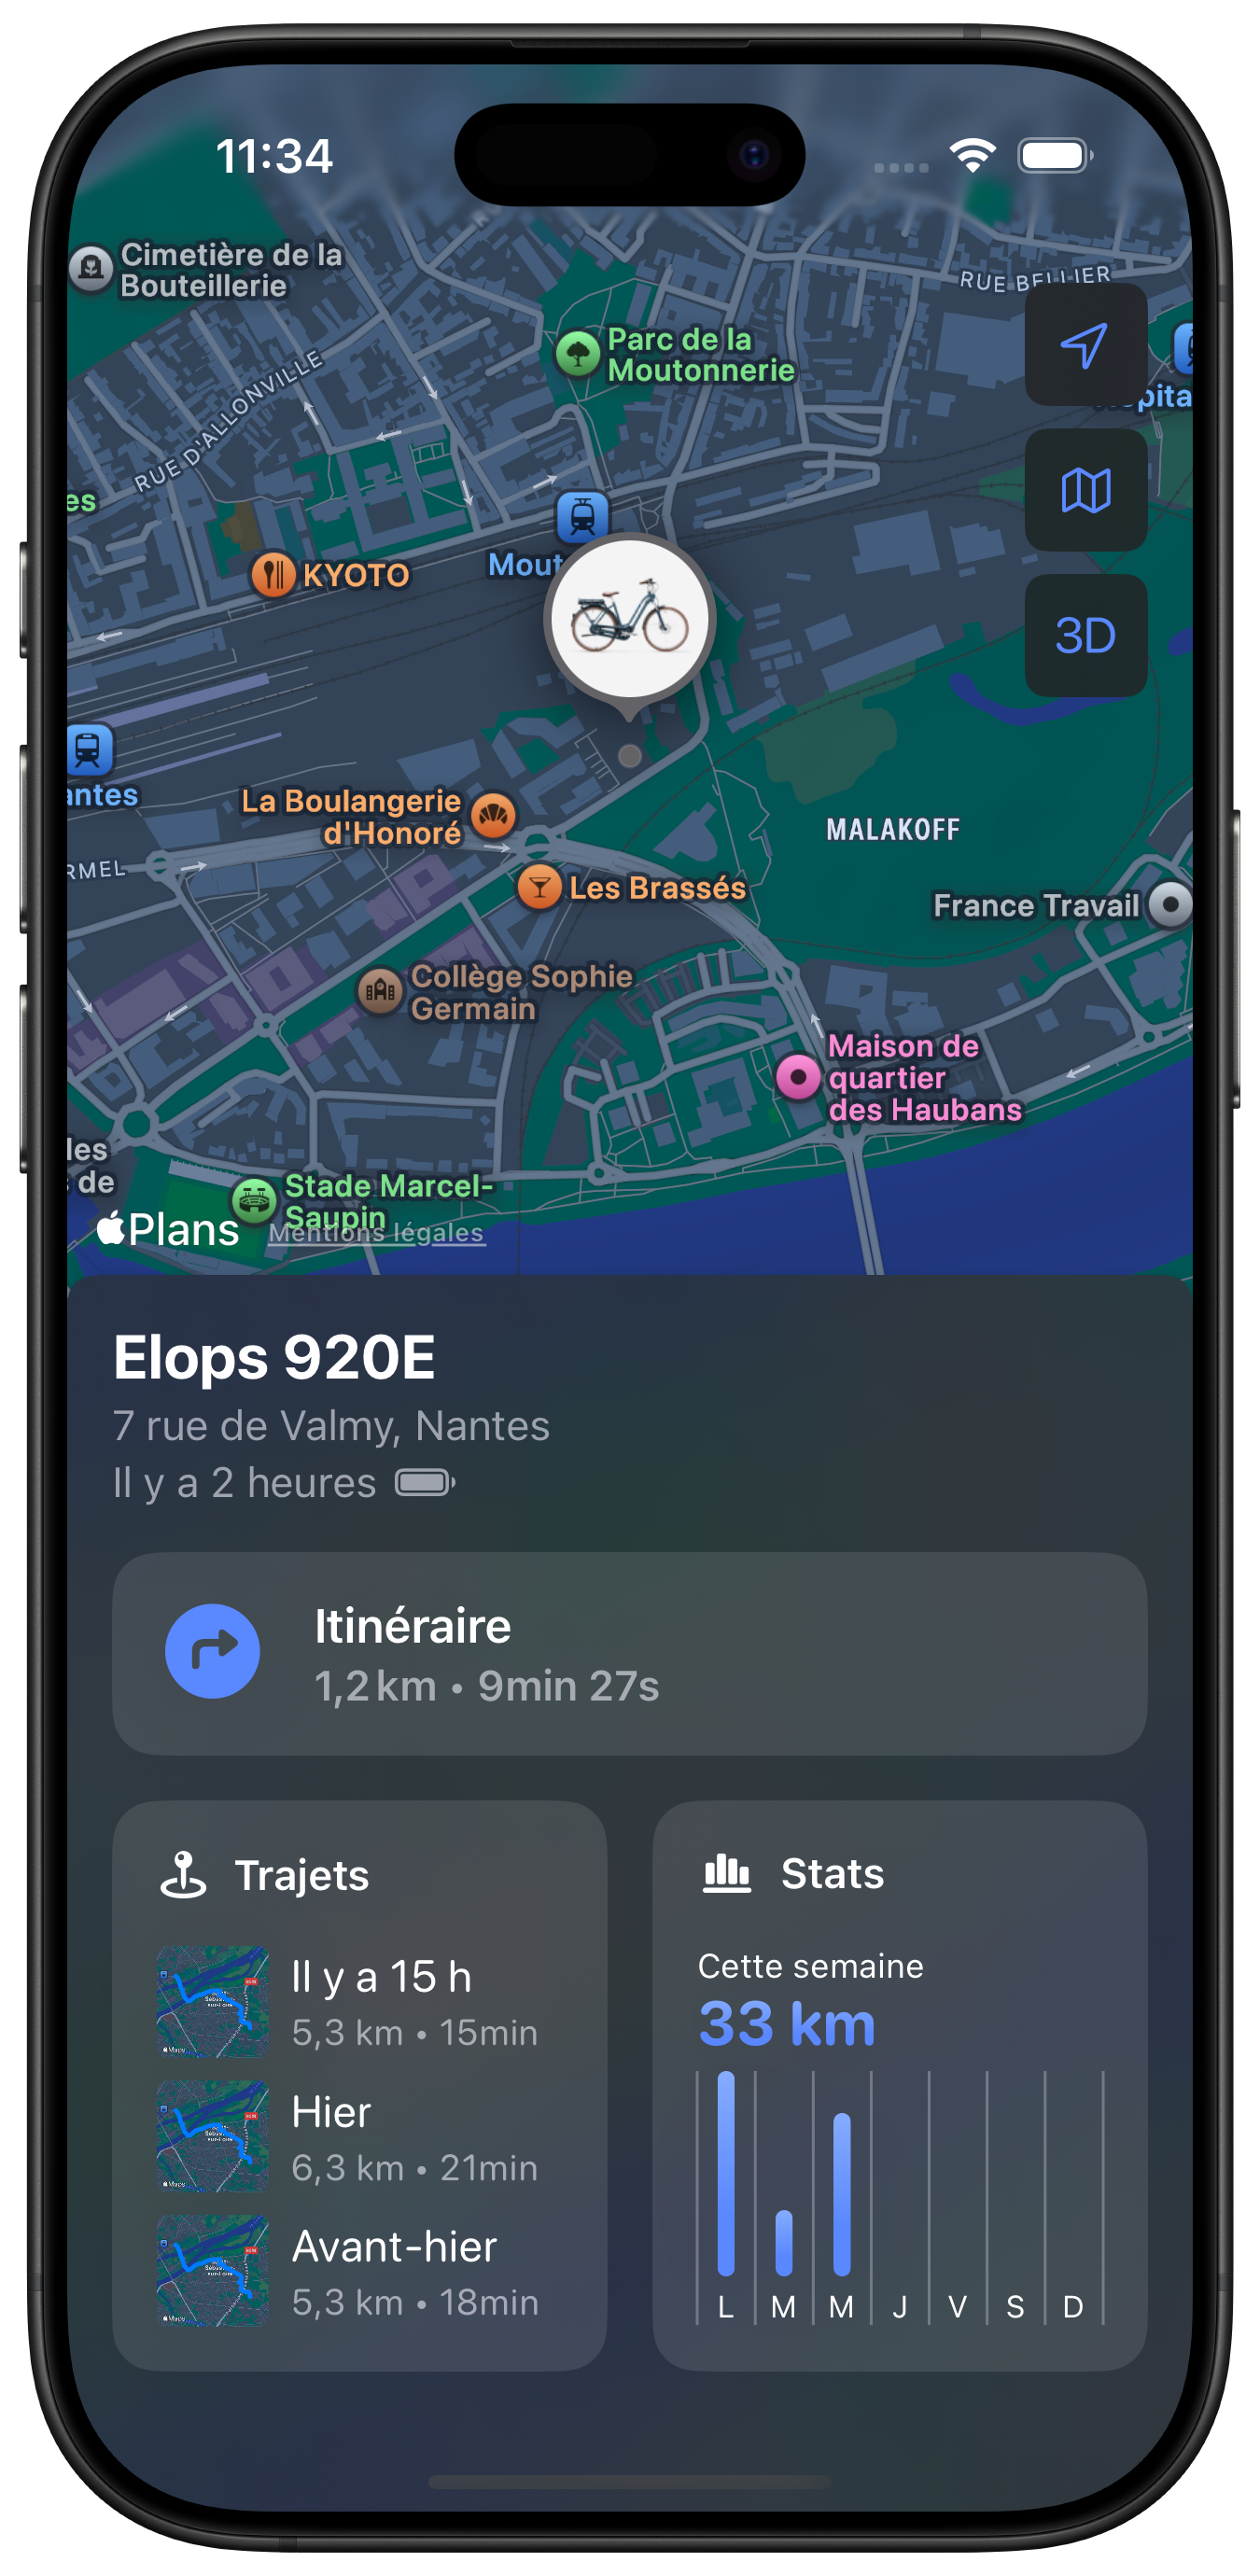 11:34
Cimetière de la
Bouteillerie
RUE BELLIER
Parc de la
Moutonnerie
RUE D'ALLONVILLE
es
KYOTO
Mout
3D
antes
La Boulangerie
d'Honoré
MALAKOFF
RMEL
Les Brassés
France Travail
Collège Sophie
Germain
Maison de
quartier
des Haubans
les
de
Stade Marcel-
Saupin
Plans
Mentions légales
Elops 920E
7 rue de Valmy, Nantes
Il y a 2 heures
Itinéraire
1,2 km • 9min 27s
Trajets
Il y a 15 h
5,3 km • 15min
Hier
6,3 km • 21min
Avant-hier
5,3 km • 18min
Stats
Cette semaine
33 km
L M M J V S D